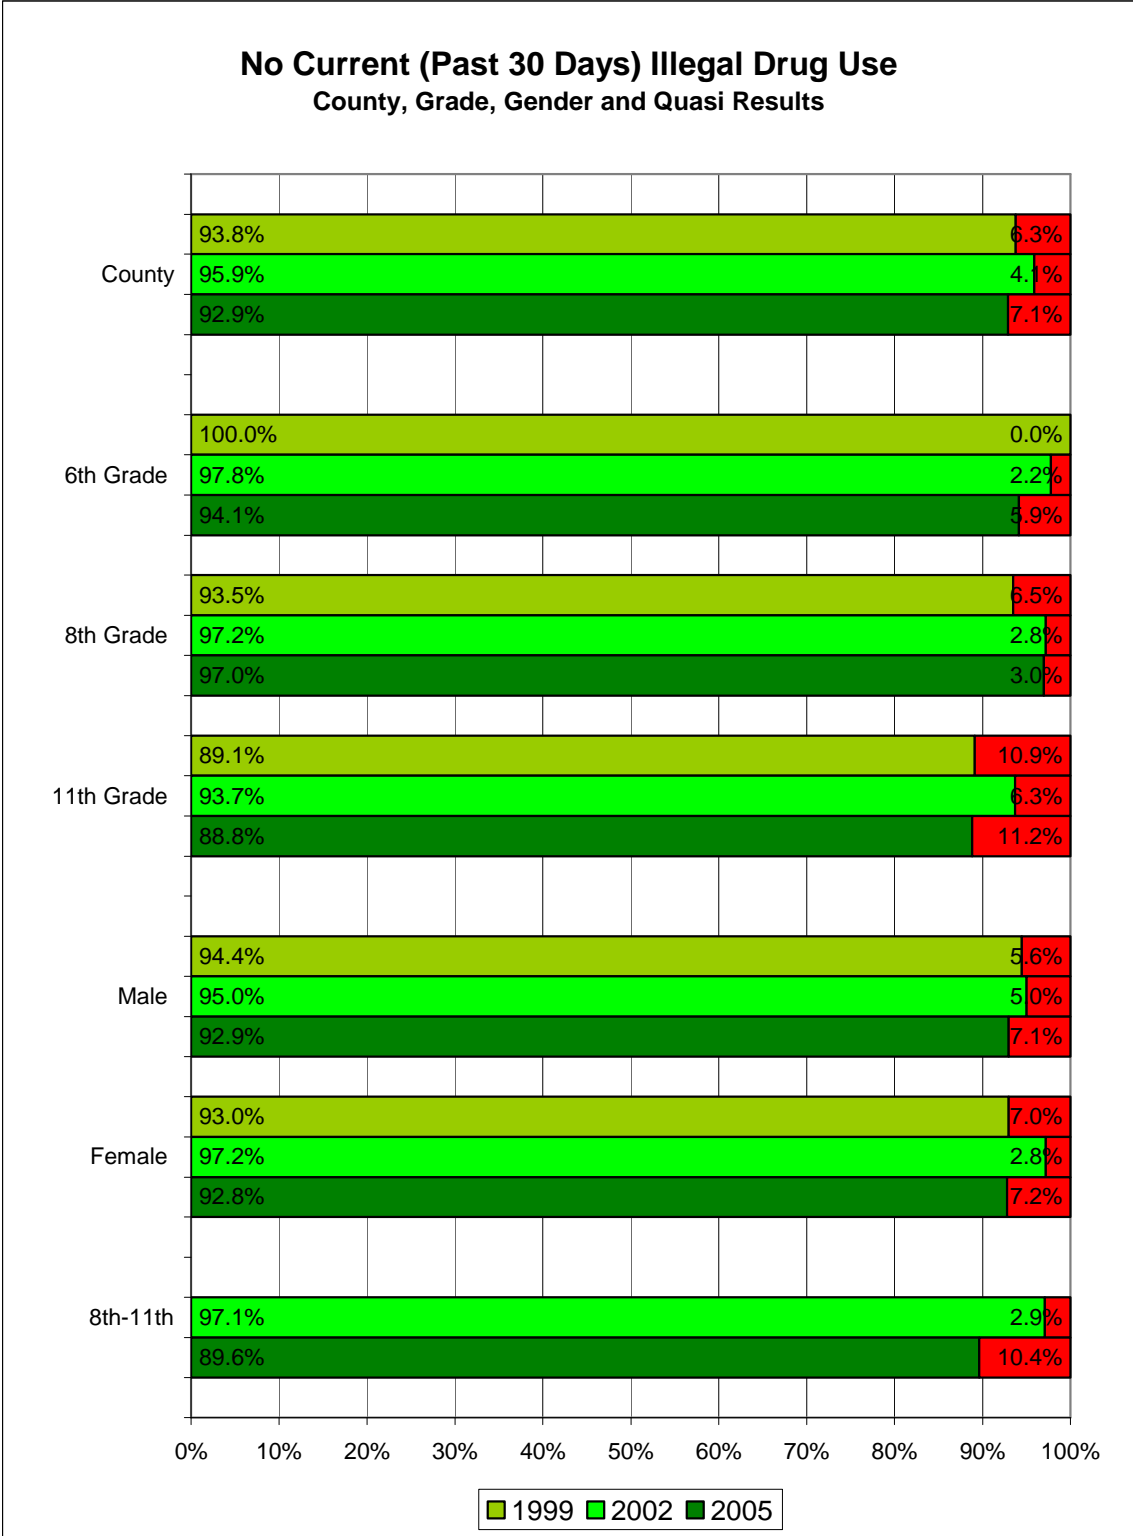 No Current (Past 30 Days) Illegal Drug Use
County, Grade, Gender and Quasi Results
93.8% 6.3%
County 95.9% 4.1%
92.9% 7.1%
100.0% 0.0%
6th Grade 97.8% 2.2%
94.1% 5.9%
93.5% 6.5%
8th Grade 97.2% 2.8%
97.0% 3.0%
89.1% 10.9%
11th Grade 93.7% 6.3%
88.8% 11.2%
94.4% 5.6%
Male 95.0% 5.0%
92.9% 7.1%
93.0% 7.0%
Female 97.2% 2.8%
92.8% 7.2%
8th-11th 97.1% 2.9%
89.6% 10.4%
0% 10% 20% 30% 40% 50% 60% 70% 80% 90% 100%
1999 2002 2005